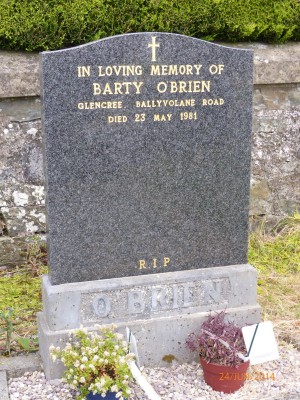 IN LOVING MEMORY OF
BARTY O'BRIEN
GLENCREE, BALLYVOLANE ROAD
DIED 23 MAY 1981
R.I.P
O'BRIEN
24/08/2014